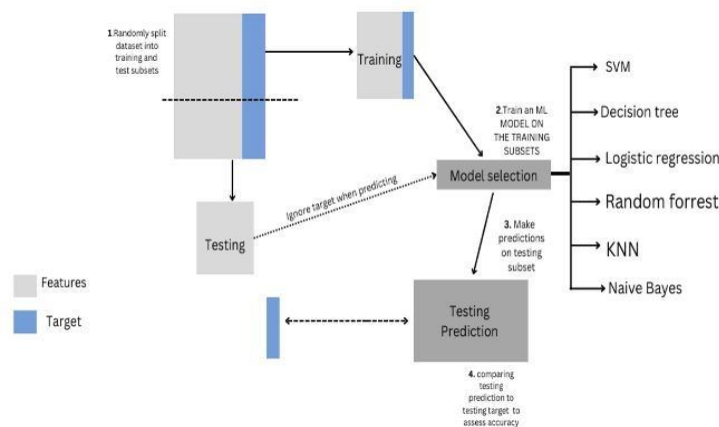 1.Randomly split
dataset into
training and
test subsets
Training
SVM
2.Train an ML
MODEL ON
THE TRAINING
SUBSETS
Decision tree
Logistic regression
Model selection
Random forrest
Ignore target when predicting
Testing
3. Make
predictions
on testing
subset
KNN
Naive Bayes
Features
Target
Testing
Prediction
4. comparing
testing
prediction to
testing target to
assess accuracy